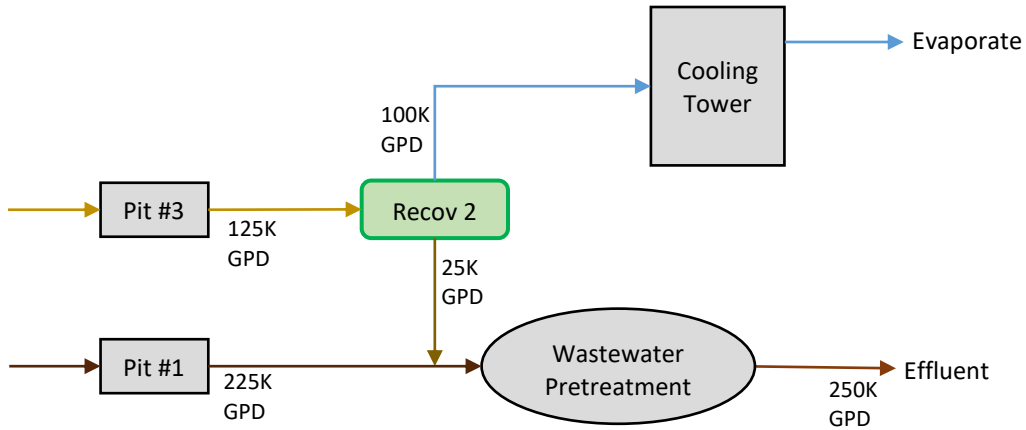 Evaporate
Cooling
Tower
100K
GPD
Pit #3
Recov 2
125K
GPD
25K
GPD
Pit #1
Wastewater
Pretreatment
Effluent
225K
GPD
250K
GPD